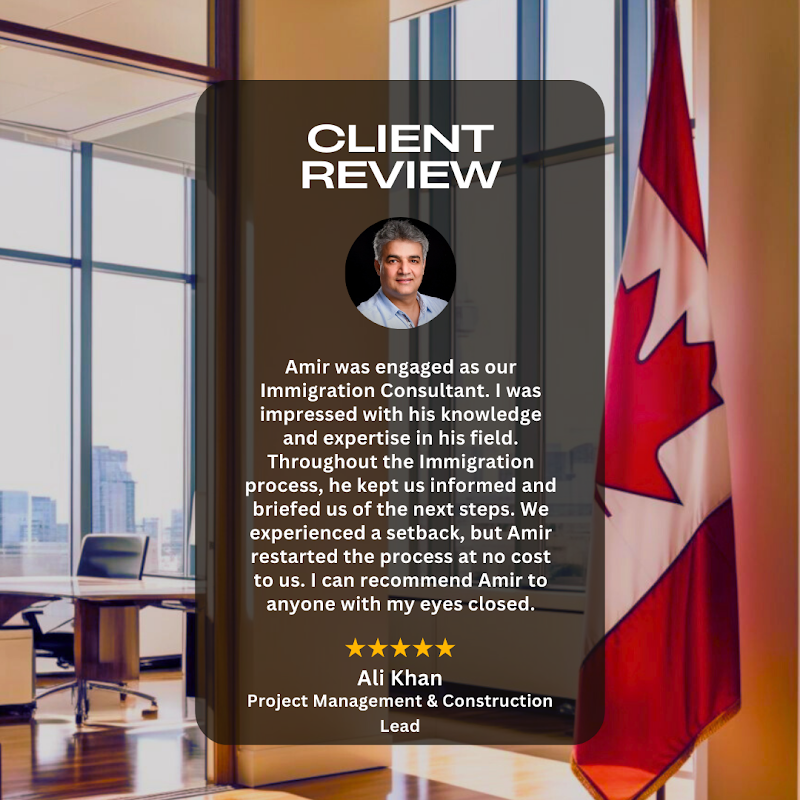 CLIENT
REVIEW
Amir was engaged as our
Immigration Consultant. I was
impressed with his knowledge
and expertise in his field.
Throughout the Immigration
process, he kept us informed and
briefed us of the next steps. We
experienced a setback, but Amir
restarted the process at no cost
to us. I can recommend Amir to
anyone with my eyes closed.
Ali Khan
Project Management & Construction
Lead